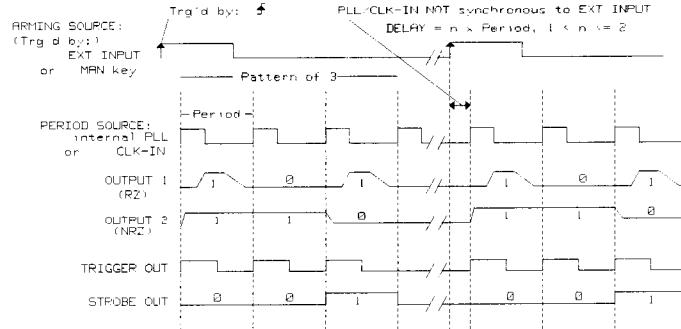 Trg'd by:
PLL/CLK-IN NOT synchronous to EXT INPUT
DELAY = n x Period, 1 < n <= 2
ARMING SOURCE:
(Trg'd by:)
EXT INPUT
or MAN key
Pattern of 3
Period
PERIOD SOURCE:
internal PLL
or CLK-IN
OUTPUT 1
(RZ)
1 0 1 1 0 1
OUTPUT 2
(NRZ)
1 1 0 1 1 0
TRIGGER OUT
STROBE OUT
0 0 1 0 0 1